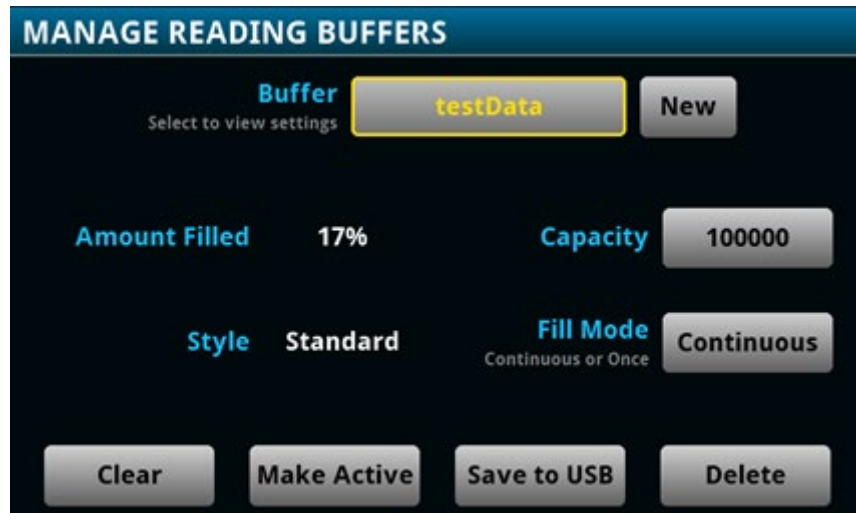 MANAGE READING BUFFERS
Buffer
Select to view settings
testData
New
Amount Filled
17%
Capacity
100000
Style
Standard
Fill Mode
Continuous or Once
Continuous
Clear
Make Active
Save to USB
Delete